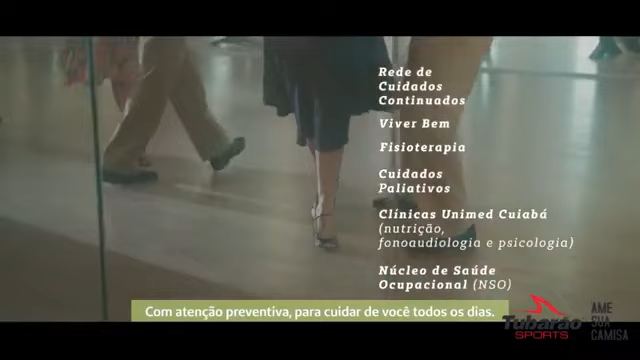 Rede de
Cuidados
Continuados
Viver Bem
Fisioterapia
Cuidados
Paliativos
Clínicas Unimed Cuiabá
(nutrição,
fonoaudiologia e psicologia)
Núcleo de Saúde
Ocupacional (NSO)
Com atenção preventiva, para cuidar de você todos os dias.
Tubarão
SPORTS
AME
SUA
CAMISA